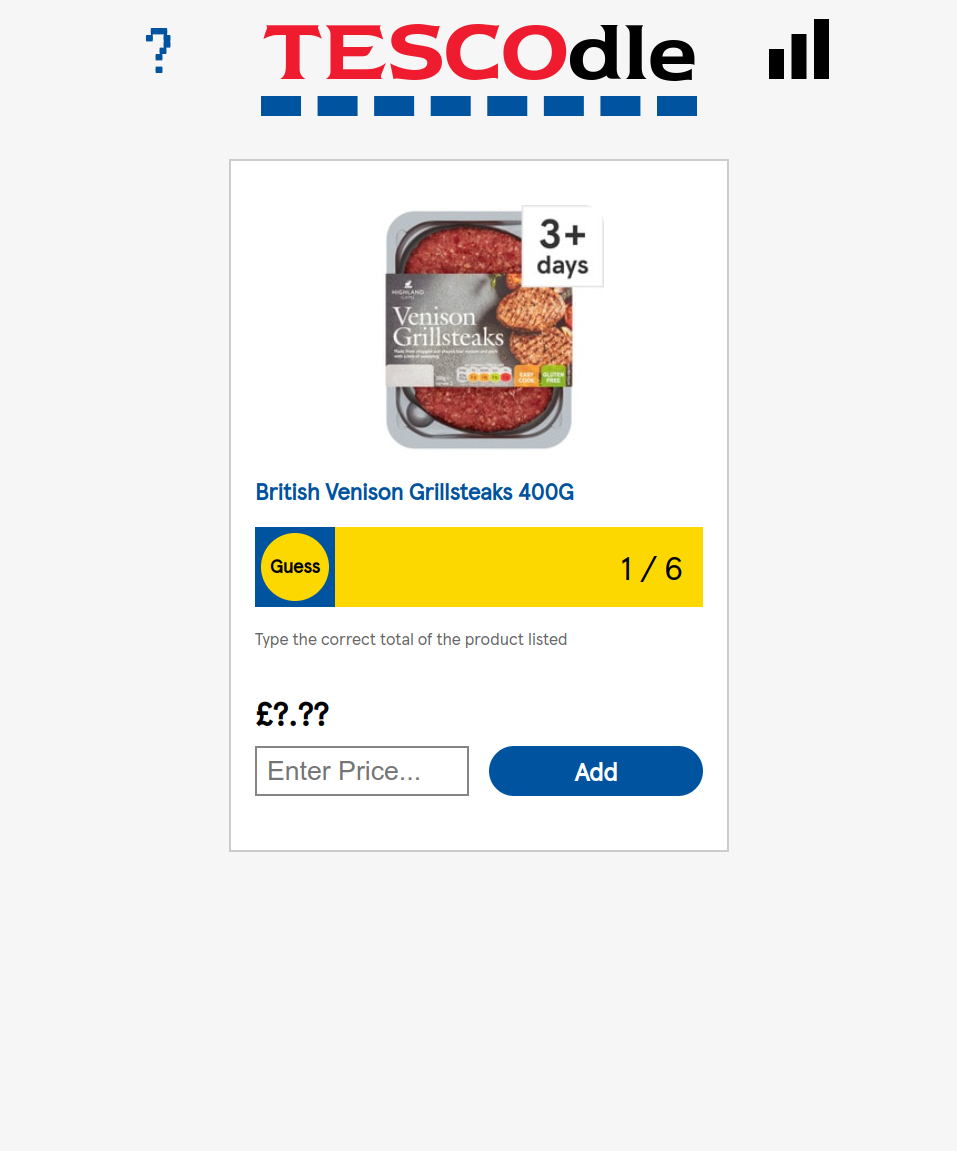 ?
TESCOdle
3+
days
HIGHLAND
GAME
Venison
Grillsteaks
EASY
COOK
GLUTEN
FREE
British Venison Grillsteaks 400G
Guess
1 / 6
Type the correct total of the product listed
£?.??
Enter Price...
Add